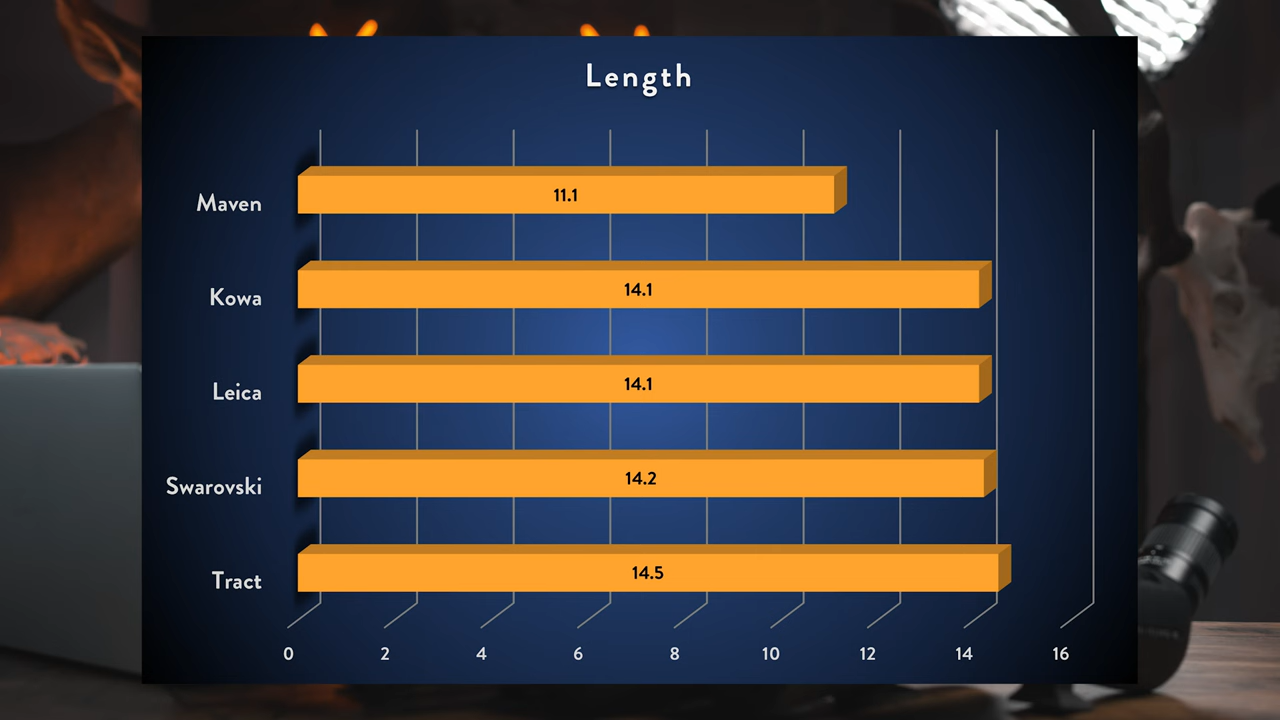 Length
Maven 11.1
Kowa 14.1
Leica 14.1
Swarovski 14.2
Tract 14.5
0 2 4 6 8 10 12 14 16